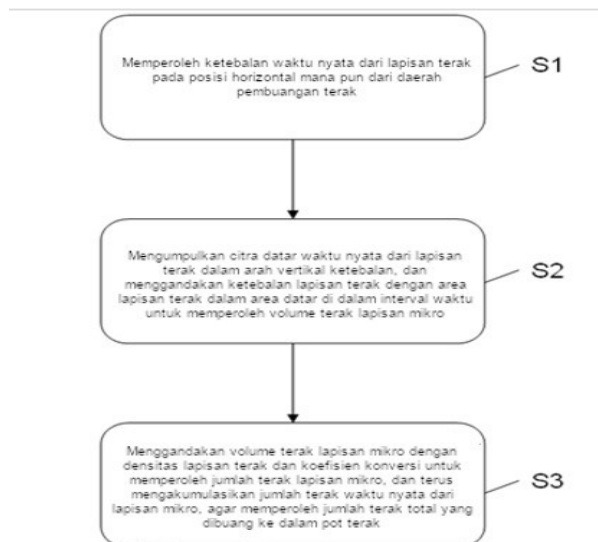 Memperoleh ketebalan waktu nyata dari lapisan terak
pada posisi horizontal mana pun dari daerah
pembuangan terak
S1
Mengumpulkan citra datar waktu nyata dari lapisan
terak dalam arah vertikal ketebalan, dan
menggandakan ketebalan lapisan terak dengan area
lapisan terak dalam area datar di dalam interval waktu
untuk memperoleh volume terak lapisan mikro
S2
Menggandakan volume terak lapisan mikro dengan
densitas lapisan terak dan koefisien konversi untuk
memperoleh jumlah terak lapisan mikro, dan terus
mengakumulasikan jumlah terak waktu nyata dari
lapisan mikro, agar memperoleh jumlah terak total yang
dibuang ke dalam pot terak
S3